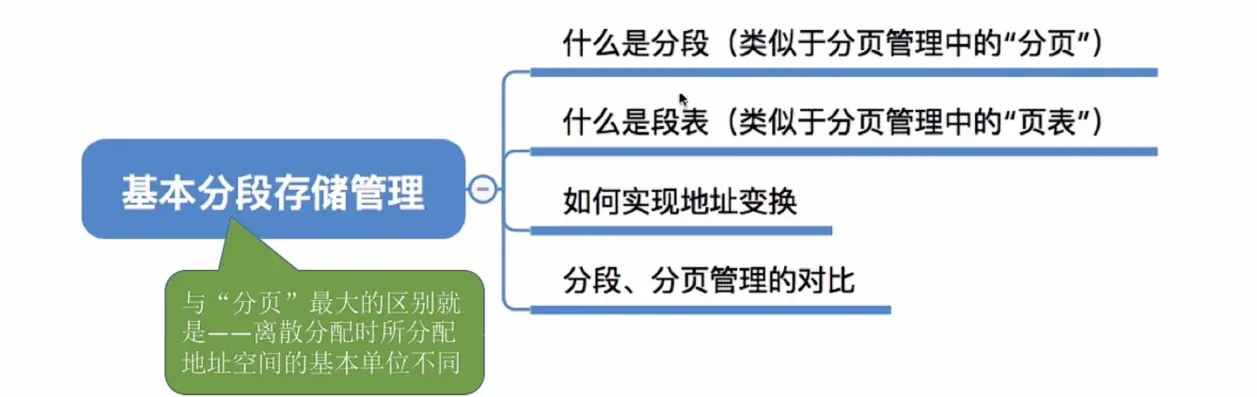 什么是分段（类似于分页管理中的“分页”）
什么是段表（类似于分页管理中的“页表”）
基本分段存储管理
如何实现地址变换
分段、分页管理的对比
与“分页”最大的区别就
是——离散分配时所分配
地址空间的基本单位不同